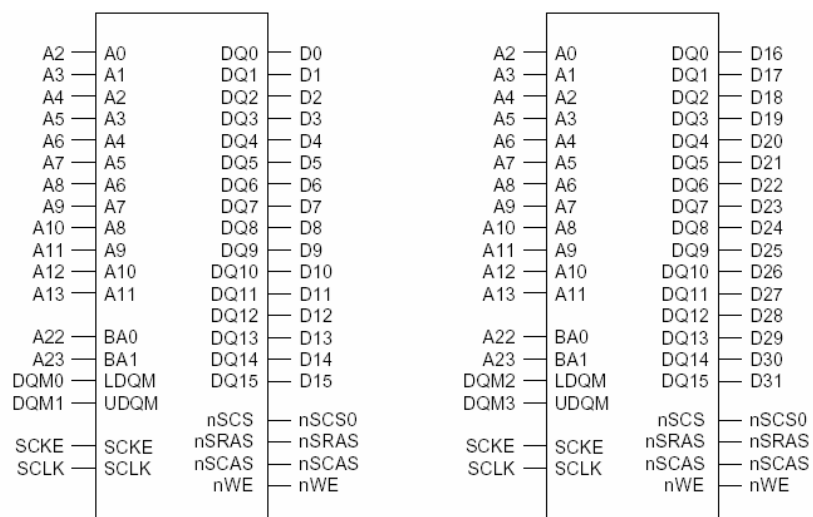 A2 A0 DQ0 D0 A2 A0 DQ0 D16
A3 A1 DQ1 D1 A3 A1 DQ1 D17
A4 A2 DQ2 D2 A4 A2 DQ2 D18
A5 A3 DQ3 D3 A5 A3 DQ3 D19
A6 A4 DQ4 D4 A6 A4 DQ4 D20
A7 A5 DQ5 D5 A7 A5 DQ5 D21
A8 A6 DQ6 D6 A8 A6 DQ6 D22
A9 A7 DQ7 D7 A9 A7 DQ7 D23
A10 A8 DQ8 D8 A10 A8 DQ8 D24
A11 A9 DQ9 D9 A11 A9 DQ9 D25
A12 A10 DQ10 D10 A12 A10 DQ10 D26
A13 A11 DQ11 D11 A13 A11 DQ11 D27
DQ12 D12 DQ12 D28
A22 BA0 DQ13 D13 A22 BA0 DQ13 D29
A23 BA1 DQ14 D14 A23 BA1 DQ14 D30
DQM0 LDQM DQ15 D15 DQM2 LDQM DQ15 D31
DQM1 UDQM DQM3 UDQM
nSCS nSCS0 nSCS nSCS0
SCKE SCKE nSRAS nSRAS SCKE SCKE nSRAS nSRAS
SCLK SCLK nSCAS nSCAS SCLK SCLK nSCAS nSCAS
nWE nWE nWE nWE